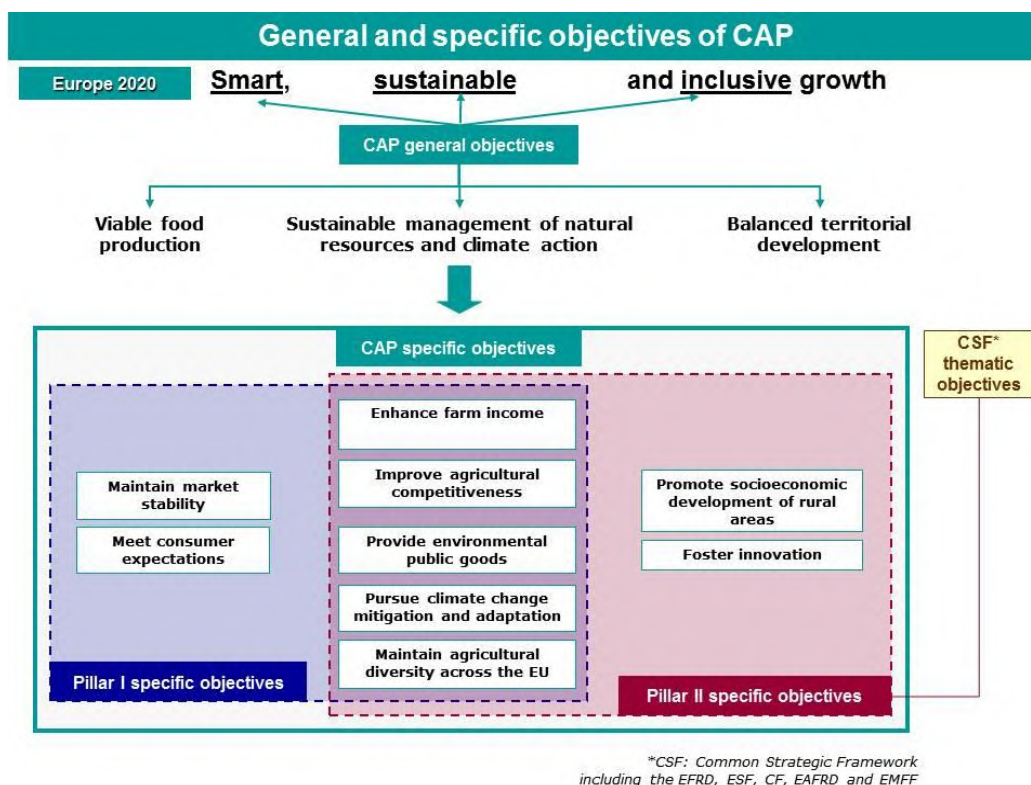 General and specific objectives of CAP
Europe 2020
Smart, sustainable and inclusive growth
CAP general objectives
Viable food
production
Sustainable management of natural
resources and climate action
Balanced territorial
development
CAP specific objectives
CSF*
thematic
objectives
Maintain market
stability
Meet consumer
expectations
Pillar I specific objectives
Enhance farm income
Improve agricultural
competitiveness
Provide environmental
public goods
Pursue climate change
mitigation and adaptation
Maintain agricultural
diversity across the EU
Promote socioeconomic
development of rural
areas
Foster innovation
Pillar II specific objectives
*CSF: Common Strategic Framework
including the EFRD, ESF, CF, EAFRD and EMFF